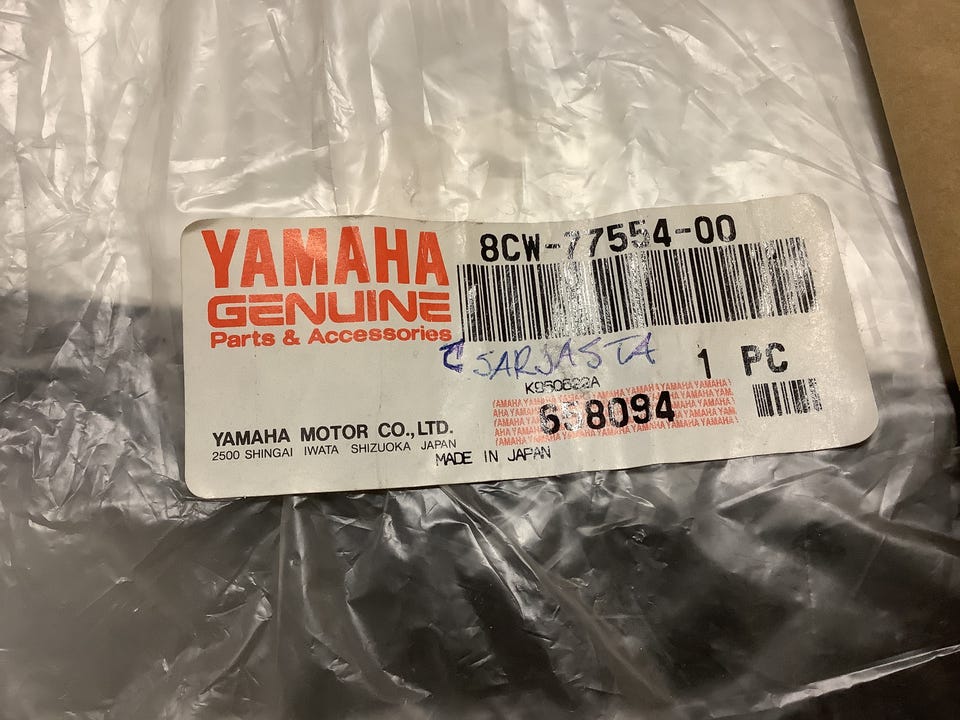 YAMAHA
GENUINE
Parts & Accessories
8CW-77554-00
SARJASTA
1 PC
K950622A
658094
YAMAHA MOTOR CO., LTD.
2500 SHINGAI IWATA SHIZUOKA JAPAN
MADE IN JAPAN